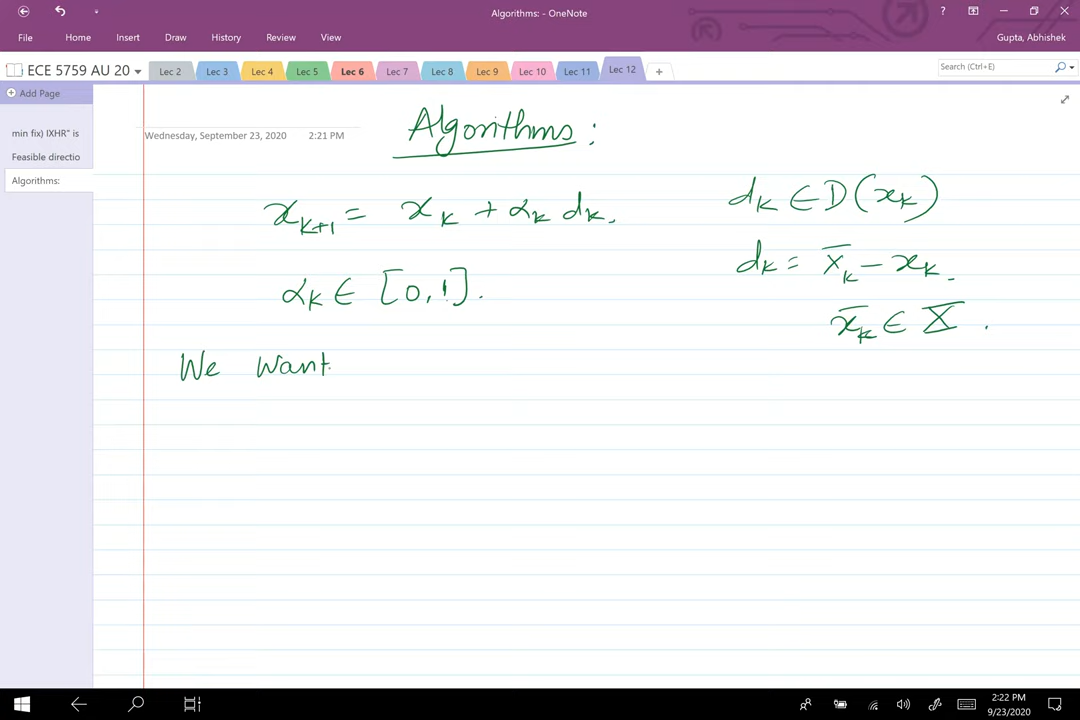 Algorithms: - OneNote
Gupta, Abhishek
File Home Insert Draw History Review View
ECE 5759 AU 20
Lec 2 Lec 3 Lec 4 Lec 5 Lec 6 Lec 7 Lec 8 Lec 9 Lec 10 Lec 11 Lec 12
Search (Ctrl+E)
Add Page
min fix) IXHR" is
Feasible directio
Algorithms:
Wednesday, September 23, 2020 2:21 PM
Algorithms :
x_{k+1} = x_k + α_k d_k.
d_k ∈ D(x_k)
d_k = x̄_k − x_k.
α_k ∈ [0,1].
x̄_k ∈ X.
We Want
2:22 PM
9/23/2020